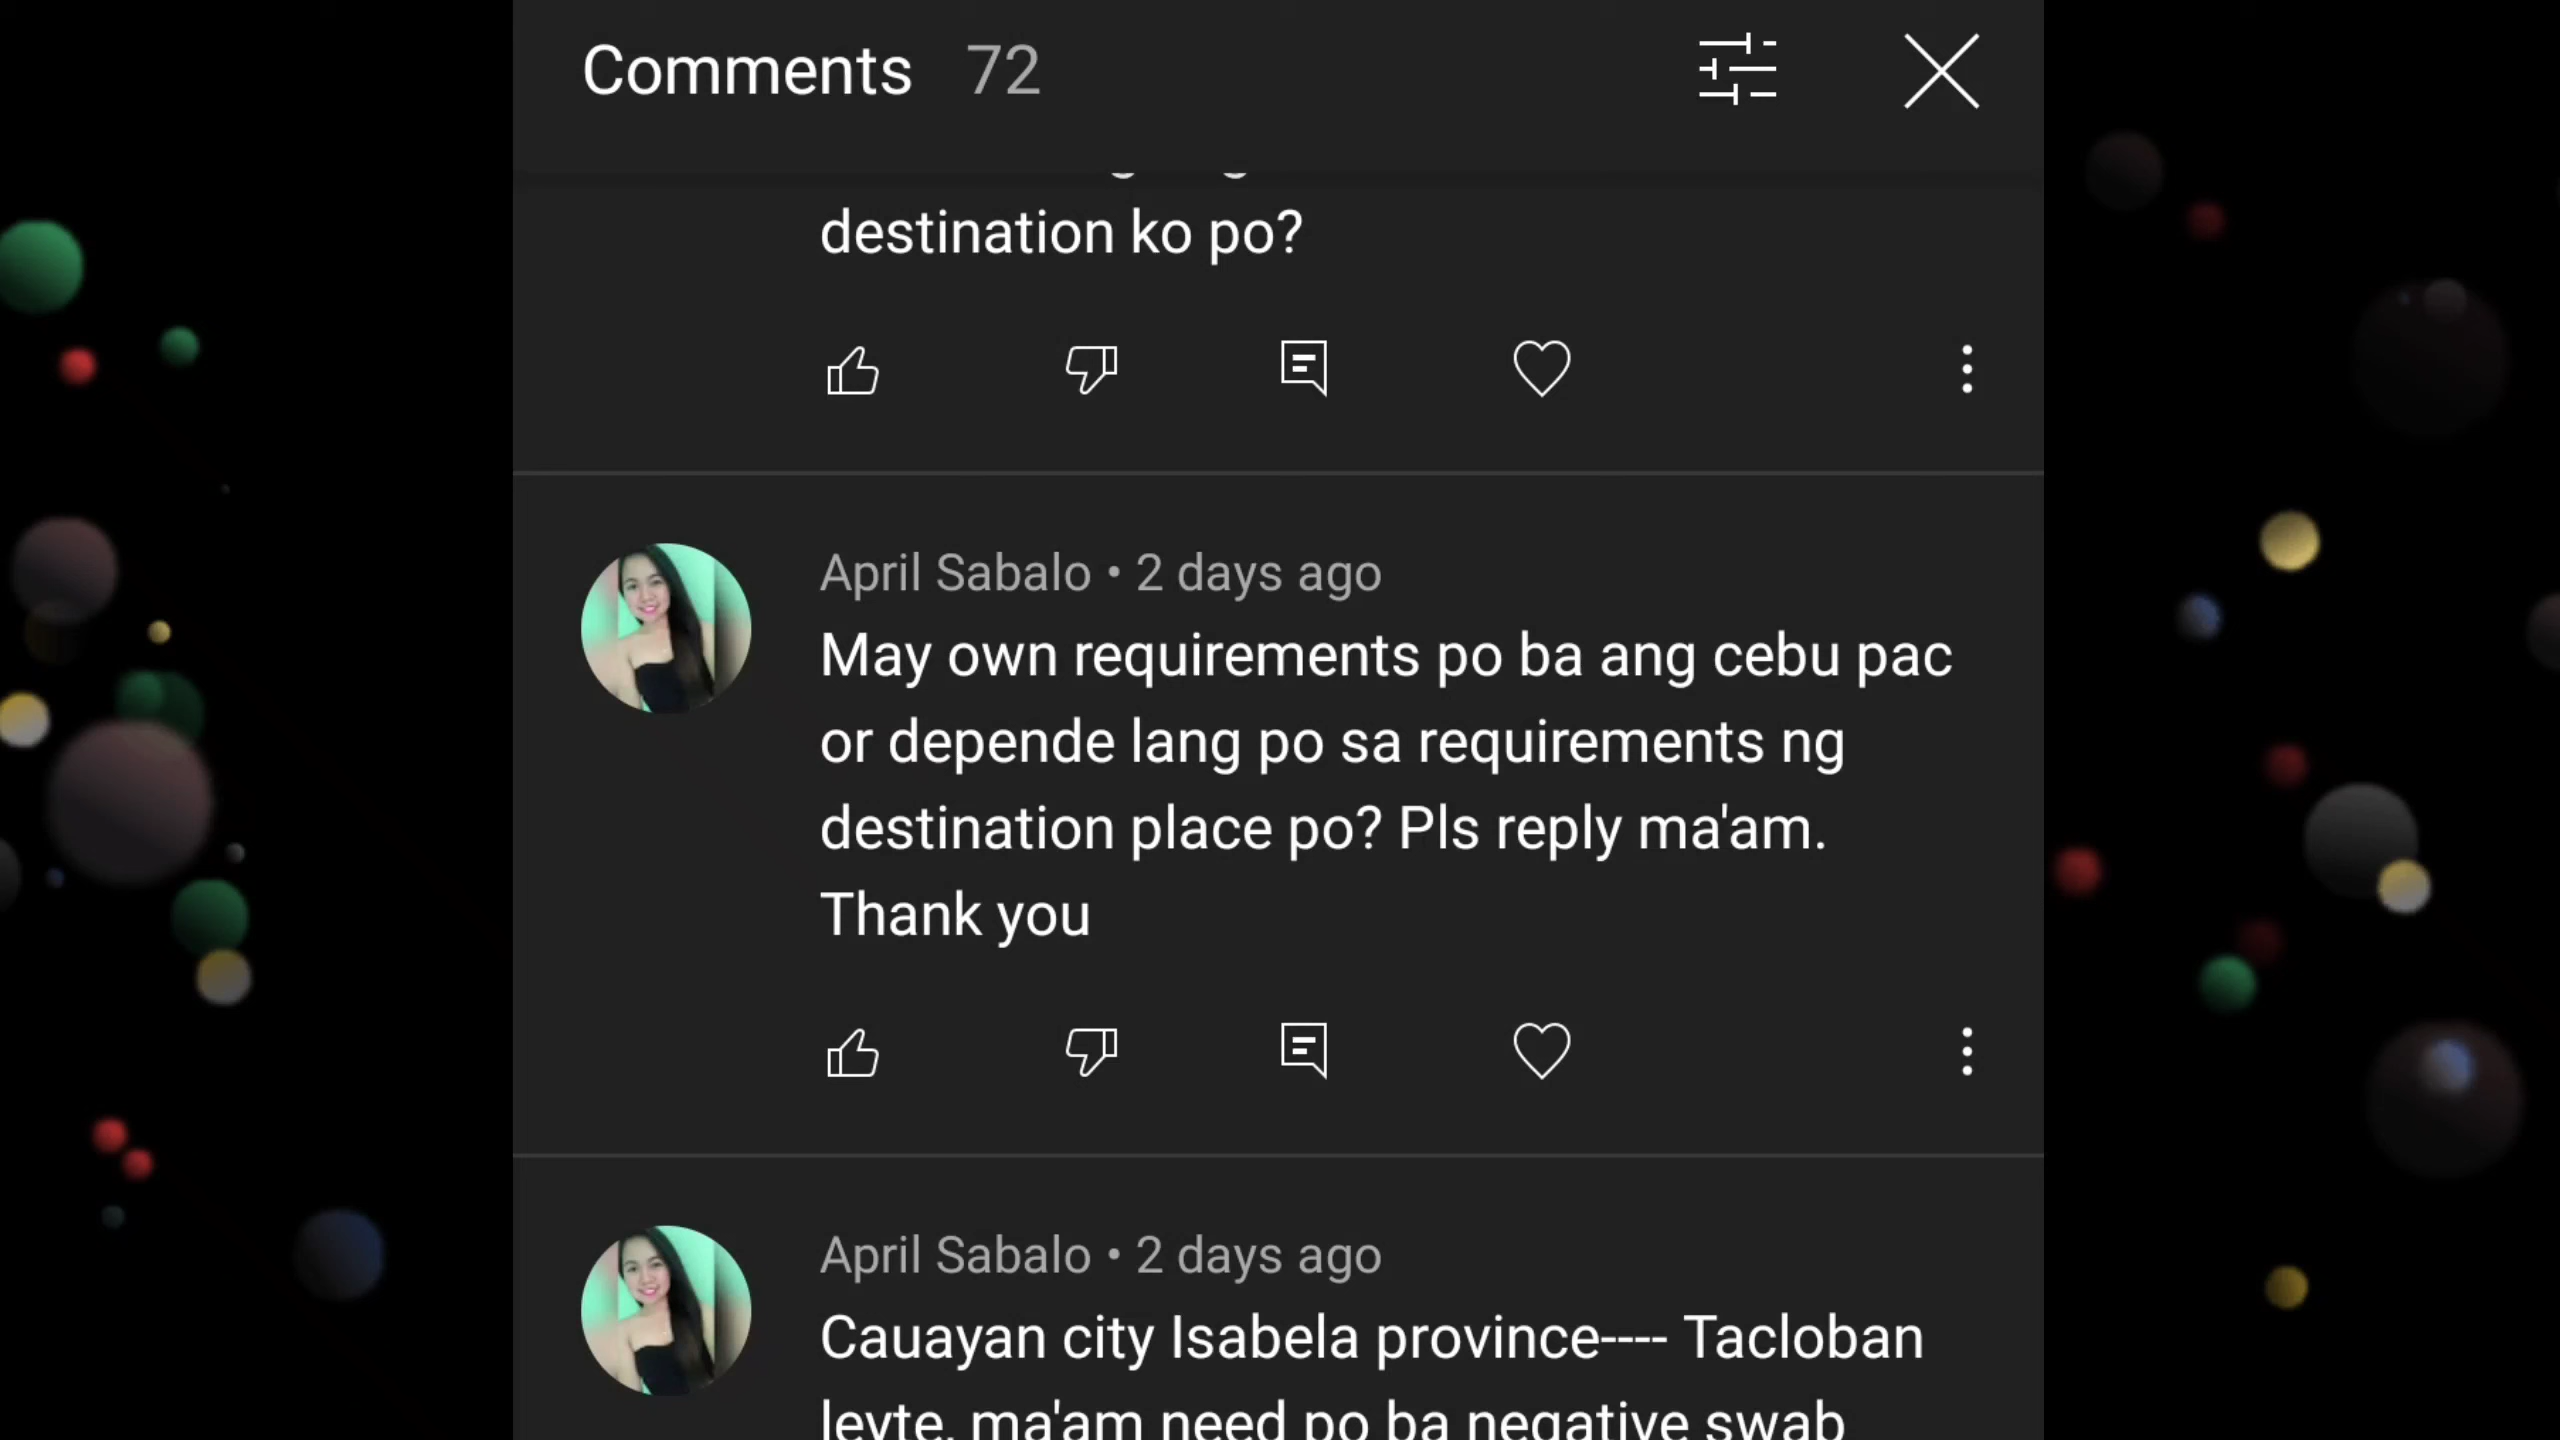 Comments 72
destination ko po?
April Sabalo • 2 days ago
May own requirements po ba ang cebu pac
or depende lang po sa requirements ng
destination place po? Pls reply ma'am.
Thank you
April Sabalo • 2 days ago
Cauayan city Isabela province---- Tacloban
leyte, ma'am need po ba negative swab